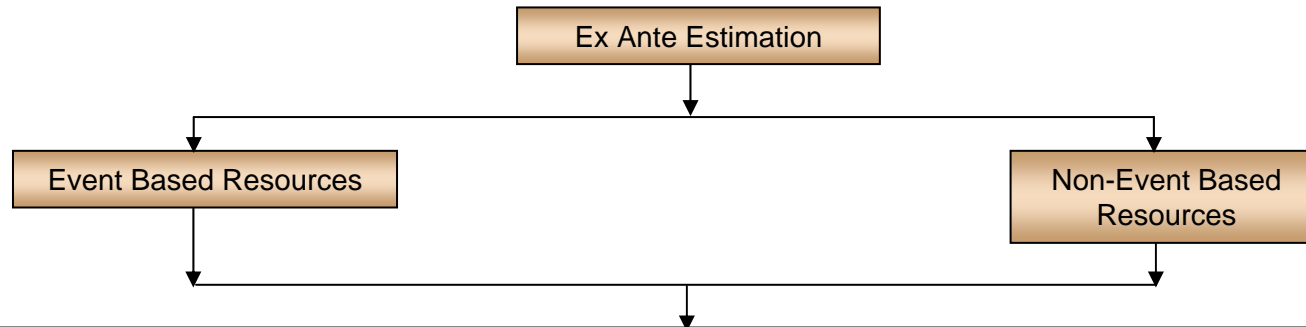 Ex Ante Estimation
Event Based Resources
Non-Event Based
Resources